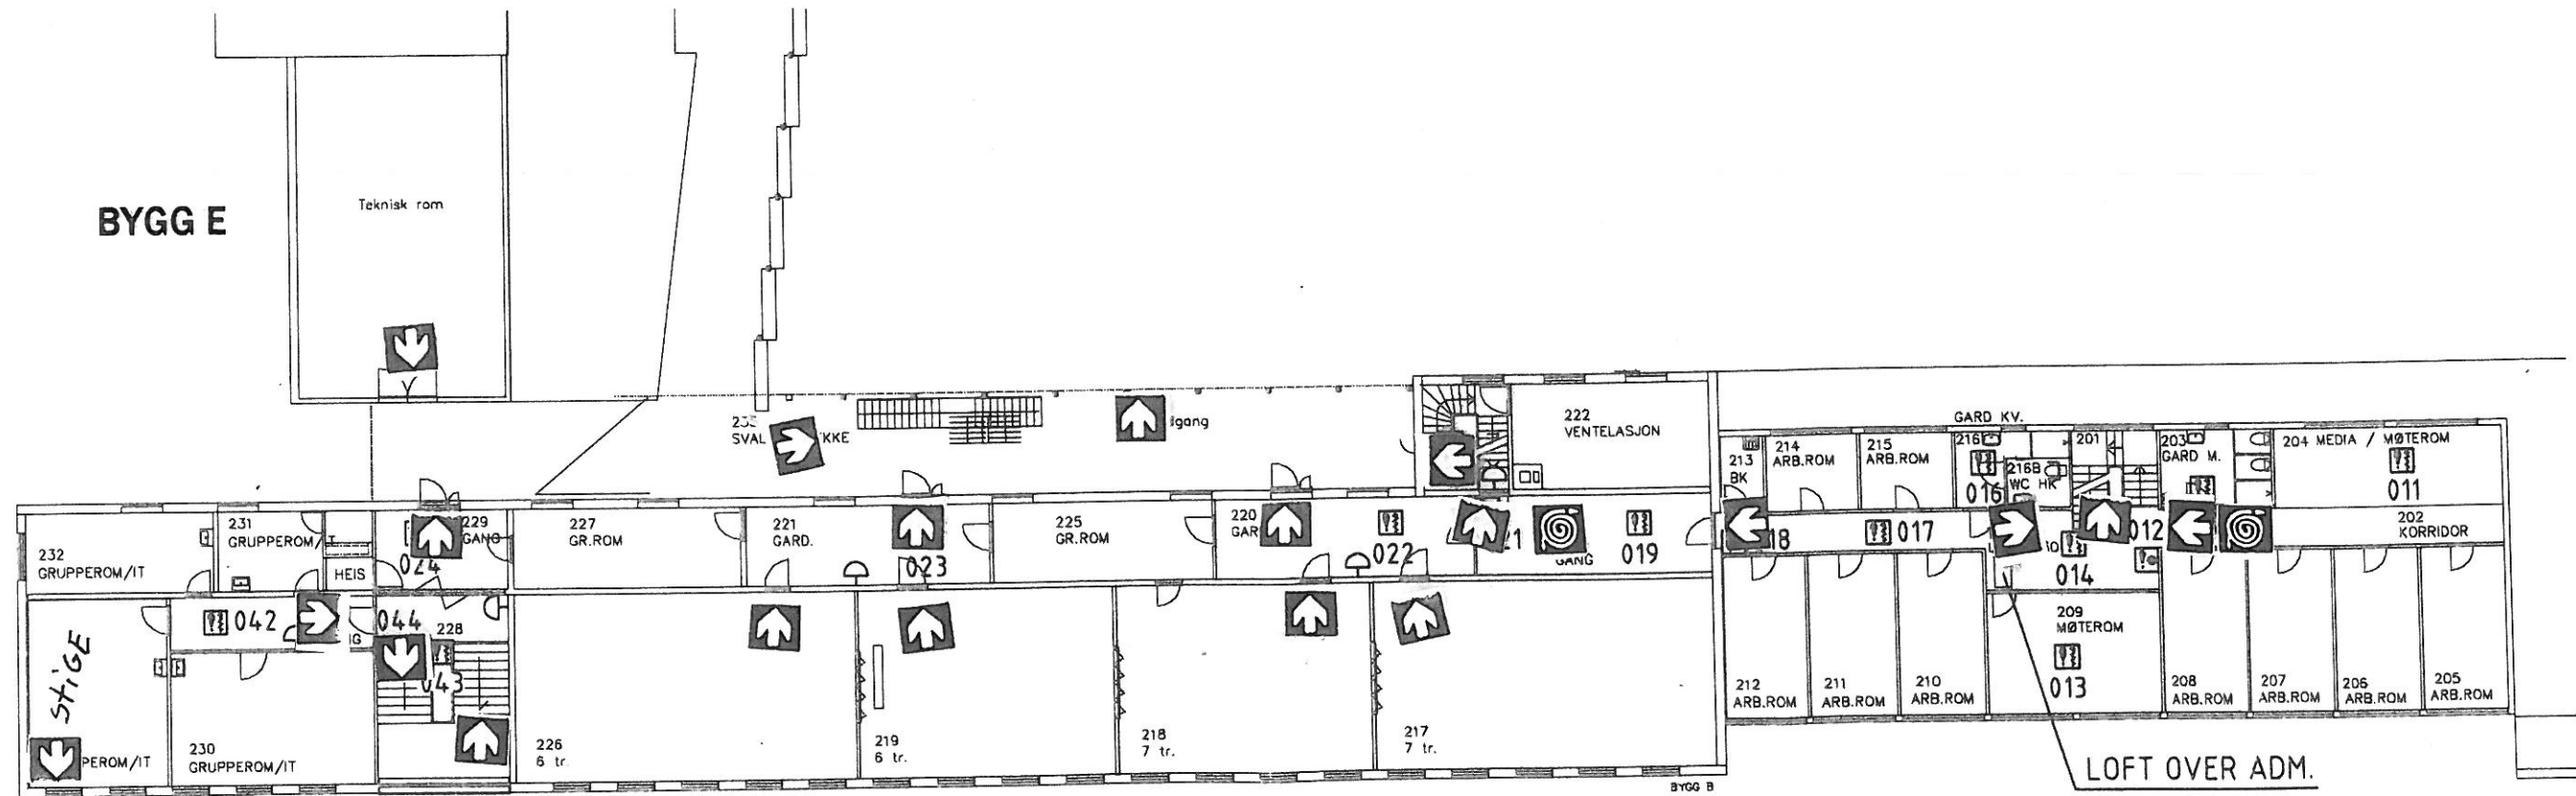 BYGG E
Teknisk rom
SVAL
KKE
lgang
222
VENTELASJON
GARD KV.
213
BK
214
ARB.ROM
215
ARB.ROM
216
016
216B
WC HK
201
203
GARD M.
204 MEDIA / MØTEROM
011
202
KORRIDOR
232
GRUPPEROM/IT
231
GRUPPEROM/
HEIS
229
GANG
024
227
GR.ROM
221
GARD.
023
225
GR.ROM
220
GAR
022
21
GANG
019
18
017
012
014
042
IG
044
228
043
STIGE
PEROM/IT
230
GRUPPEROM/IT
226
6 tr.
219
6 tr.
218
7 tr.
217
7 tr.
212
ARB.ROM
211
ARB.ROM
210
ARB.ROM
209
MØTEROM
013
208
ARB.ROM
207
ARB.ROM
206
ARB.ROM
205
ARB.ROM
LOFT OVER ADM.
BYGG B